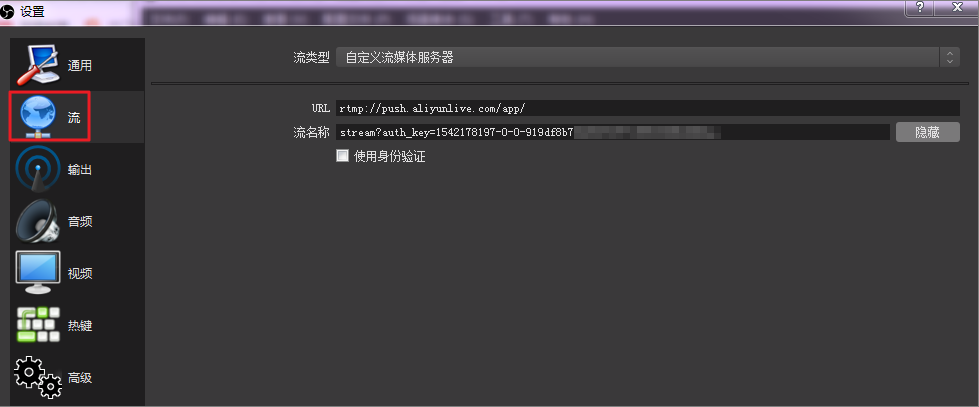 设置
? X
通用
流
输出
音频
视频
热键
高级
流类型 自定义流媒体服务器
URL rtmp://push.aliyunlive.com/app/
流名称 stream?auth_key=1542178197-0-0-919df8b7 隐藏
使用身份验证